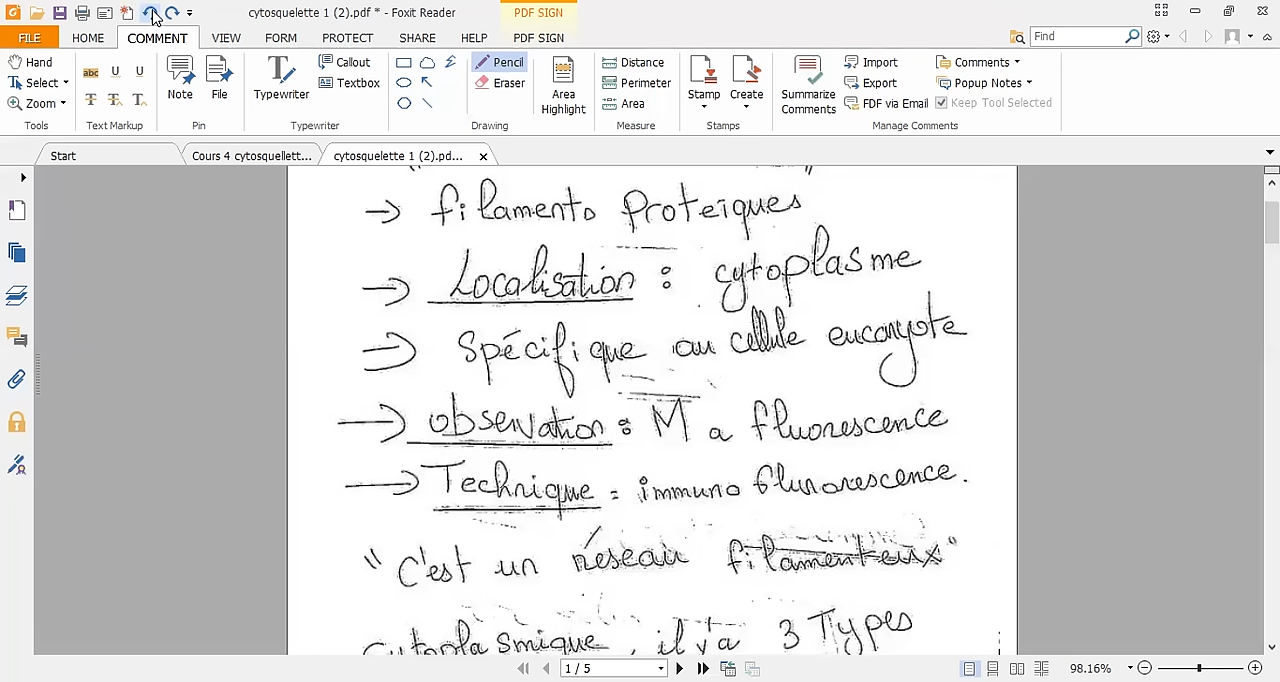 cytosquelette 1 (2).pdf * - Foxit Reader
PDF SIGN
FILE HOME COMMENT VIEW FORM PROTECT SHARE HELP PDF SIGN
Find
Hand
Select
Zoom
Tools
abc U U
T T T
Text Markup
Note File
Pin
Typewriter
Callout
Textbox
Typewriter
Pencil
Eraser
Area Highlight
Drawing
Distance
Perimeter
Area
Measure
Stamp Create
Stamps
Summarize Comments
Import
Export
FDF via Email
Comments
Popup Notes
Keep Tool Selected
Manage Comments
Start
Cours 4 cytosquellett...
cytosquelette 1 (2).pd...
→ filaments Proteiques
→ Localisation : cytoplasme
→ Spécifique au cellule eucaryote
→ observation : M a fluorescence
→ Technique = immuno flurorescence.
"C'est un réseau filamenteux"
cytoplasmique, il y'a 3 Types
1 / 5
98.16%